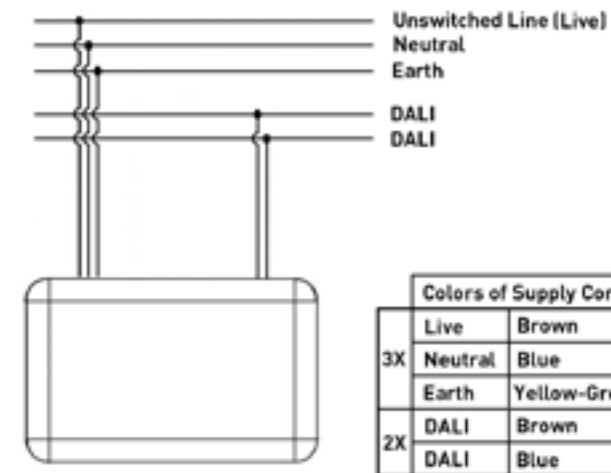 Unswitched Line (Live)
Neutral
Earth
DALI
DALI
Colors of Supply Cor
3X
Live Brown
Neutral Blue
Earth Yellow-Gre
2X
DALI Brown
DALI Blue